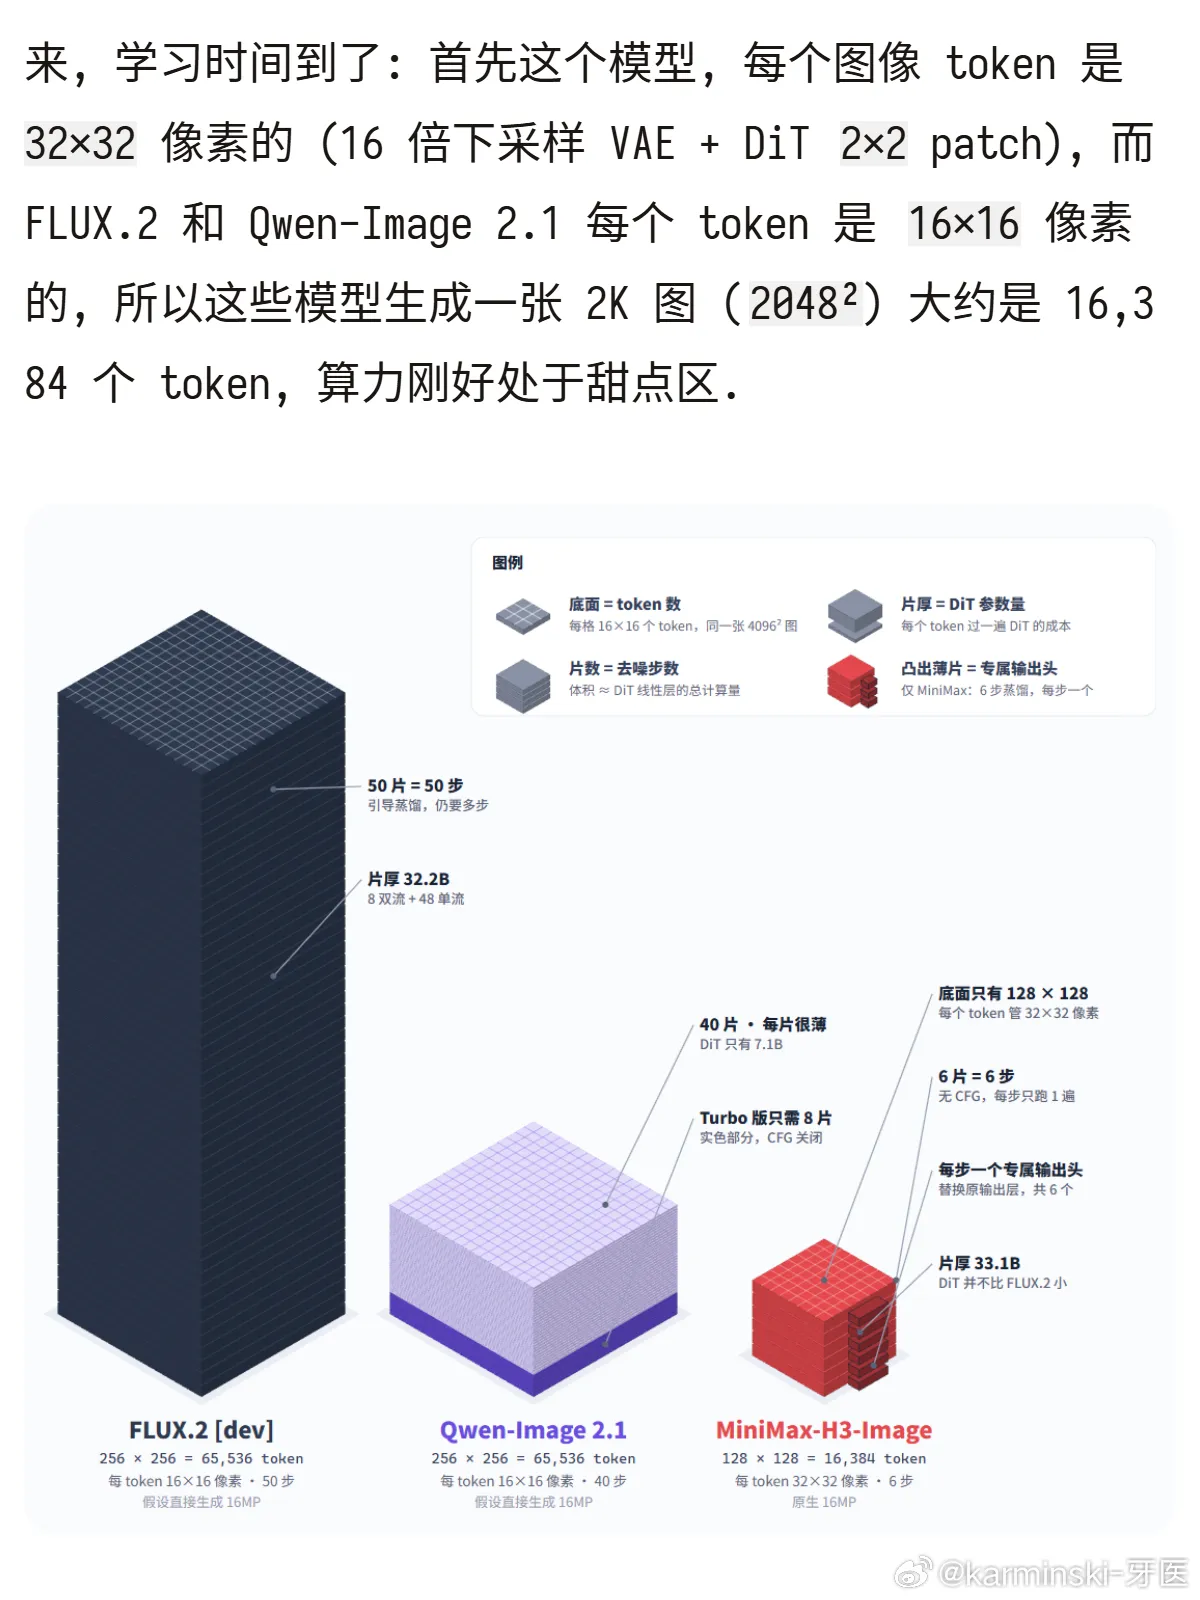 来，学习时间到了：首先这个模型，每个图像 token 是
32×32 像素的（16 倍下采样 VAE + DiT 2×2 patch），而
FLUX.2 和 Qwen-Image 2.1 每个 token 是 16×16 像素
的，所以这些模型生成一张 2K 图（2048²）大约是 16,3
84 个 token，算力刚好处于甜点区.
图例
底面 = token 数
每格 16×16 个 token，同一张 4096² 图
片厚 = DiT 参数量
每个 token 过一遍 DiT 的成本
片数 = 去噪步数
体积 ≈ DiT 线性层的总计算量
凸出薄片 = 专属输出头
仅 MiniMax：6 步蒸馏，每步一个
50 片 = 50 步
引导蒸馏，仍要多步
片厚 32.2B
8 双流 + 48 单流
40 片 · 每片很薄
DiT 只有 7.1B
Turbo 版只需 8 片
实色部分，CFG 关闭
底面只有 128 × 128
每个 token 管 32×32 像素
6 片 = 6 步
无 CFG，每步只跑 1 遍
每步一个专属输出头
替换原输出层，共 6 个
片厚 33.1B
DiT 并不比 FLUX.2 小
FLUX.2 [dev]
256 × 256 = 65,536 token
每 token 16×16 像素 · 50 步
假设直接生成 16MP
Qwen-Image 2.1
256 × 256 = 65,536 token
每 token 16×16 像素 · 40 步
假设直接生成 16MP
MiniMax-H3-Image
128 × 128 = 16,384 token
每 token 32×32 像素 · 6 步
原生 16MP
@karminski-牙医